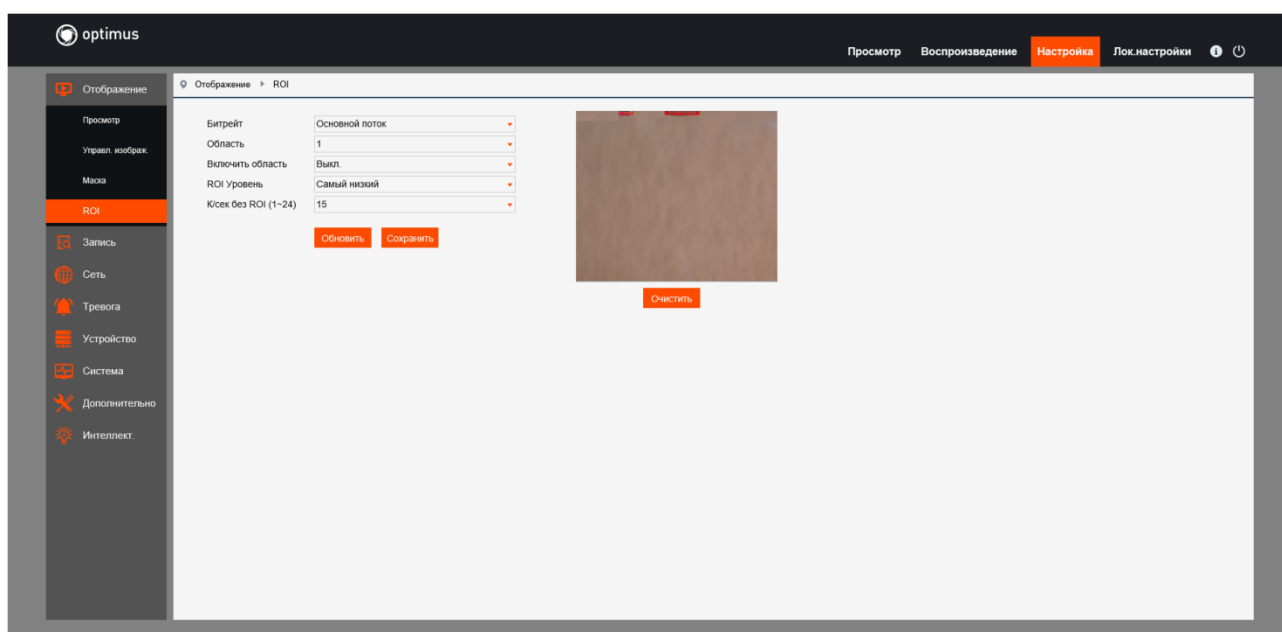 optimus
Просмотр Воспроизведение Настройка Лок.настройки
Отображение
Просмотр
Управл. изображ.
Маска
ROI
Запись
Сеть
Тревога
Устройство
Система
Дополнительно
Интеллект.
Отображение ROI
Битрейт Основной поток
Область 1
Включить область Выкл.
ROI Уровень Самый низкий
К/сек без ROI (1~24) 15
Обновить Сохранить
Очистить